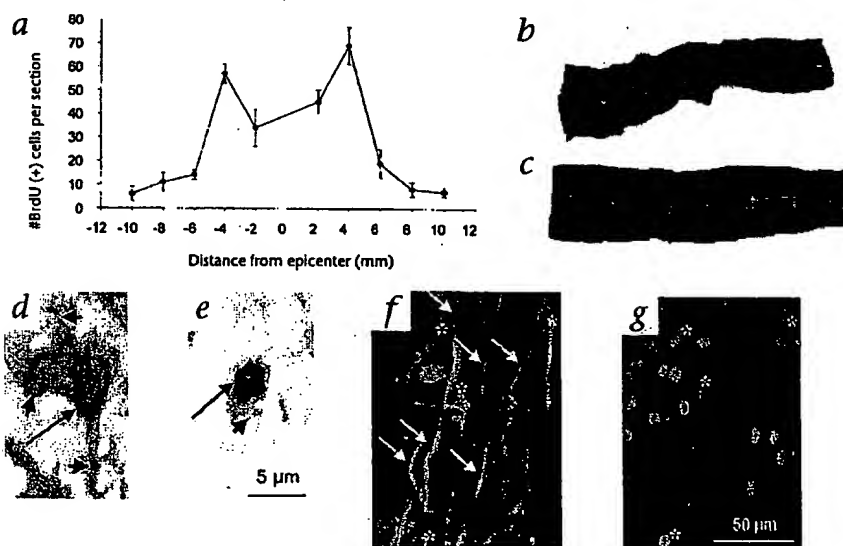 a
80
70
60
50
40
30
20
10
0
#BrdU (+) cells per section
-12 -10 -8 -6 -4 -2 0 2 4 6 8 10 12
Distance from epicenter (mm)
b
c
d
e
5 µm
f
g
50 µm